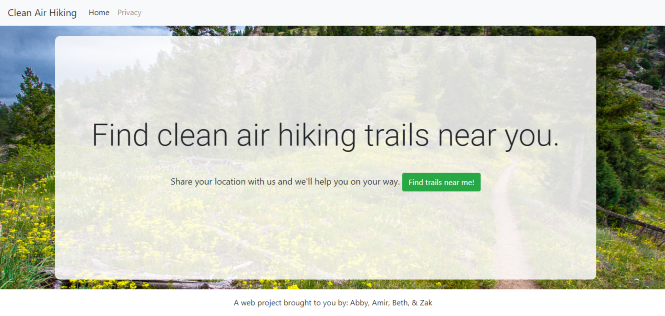 Clean Air Hiking Home Privacy
Find clean air hiking trails near you.
Share your location with us and we'll help you on your way. Find trails near me!
A web project brought to you by: Abby, Amir, Beth, & Zak